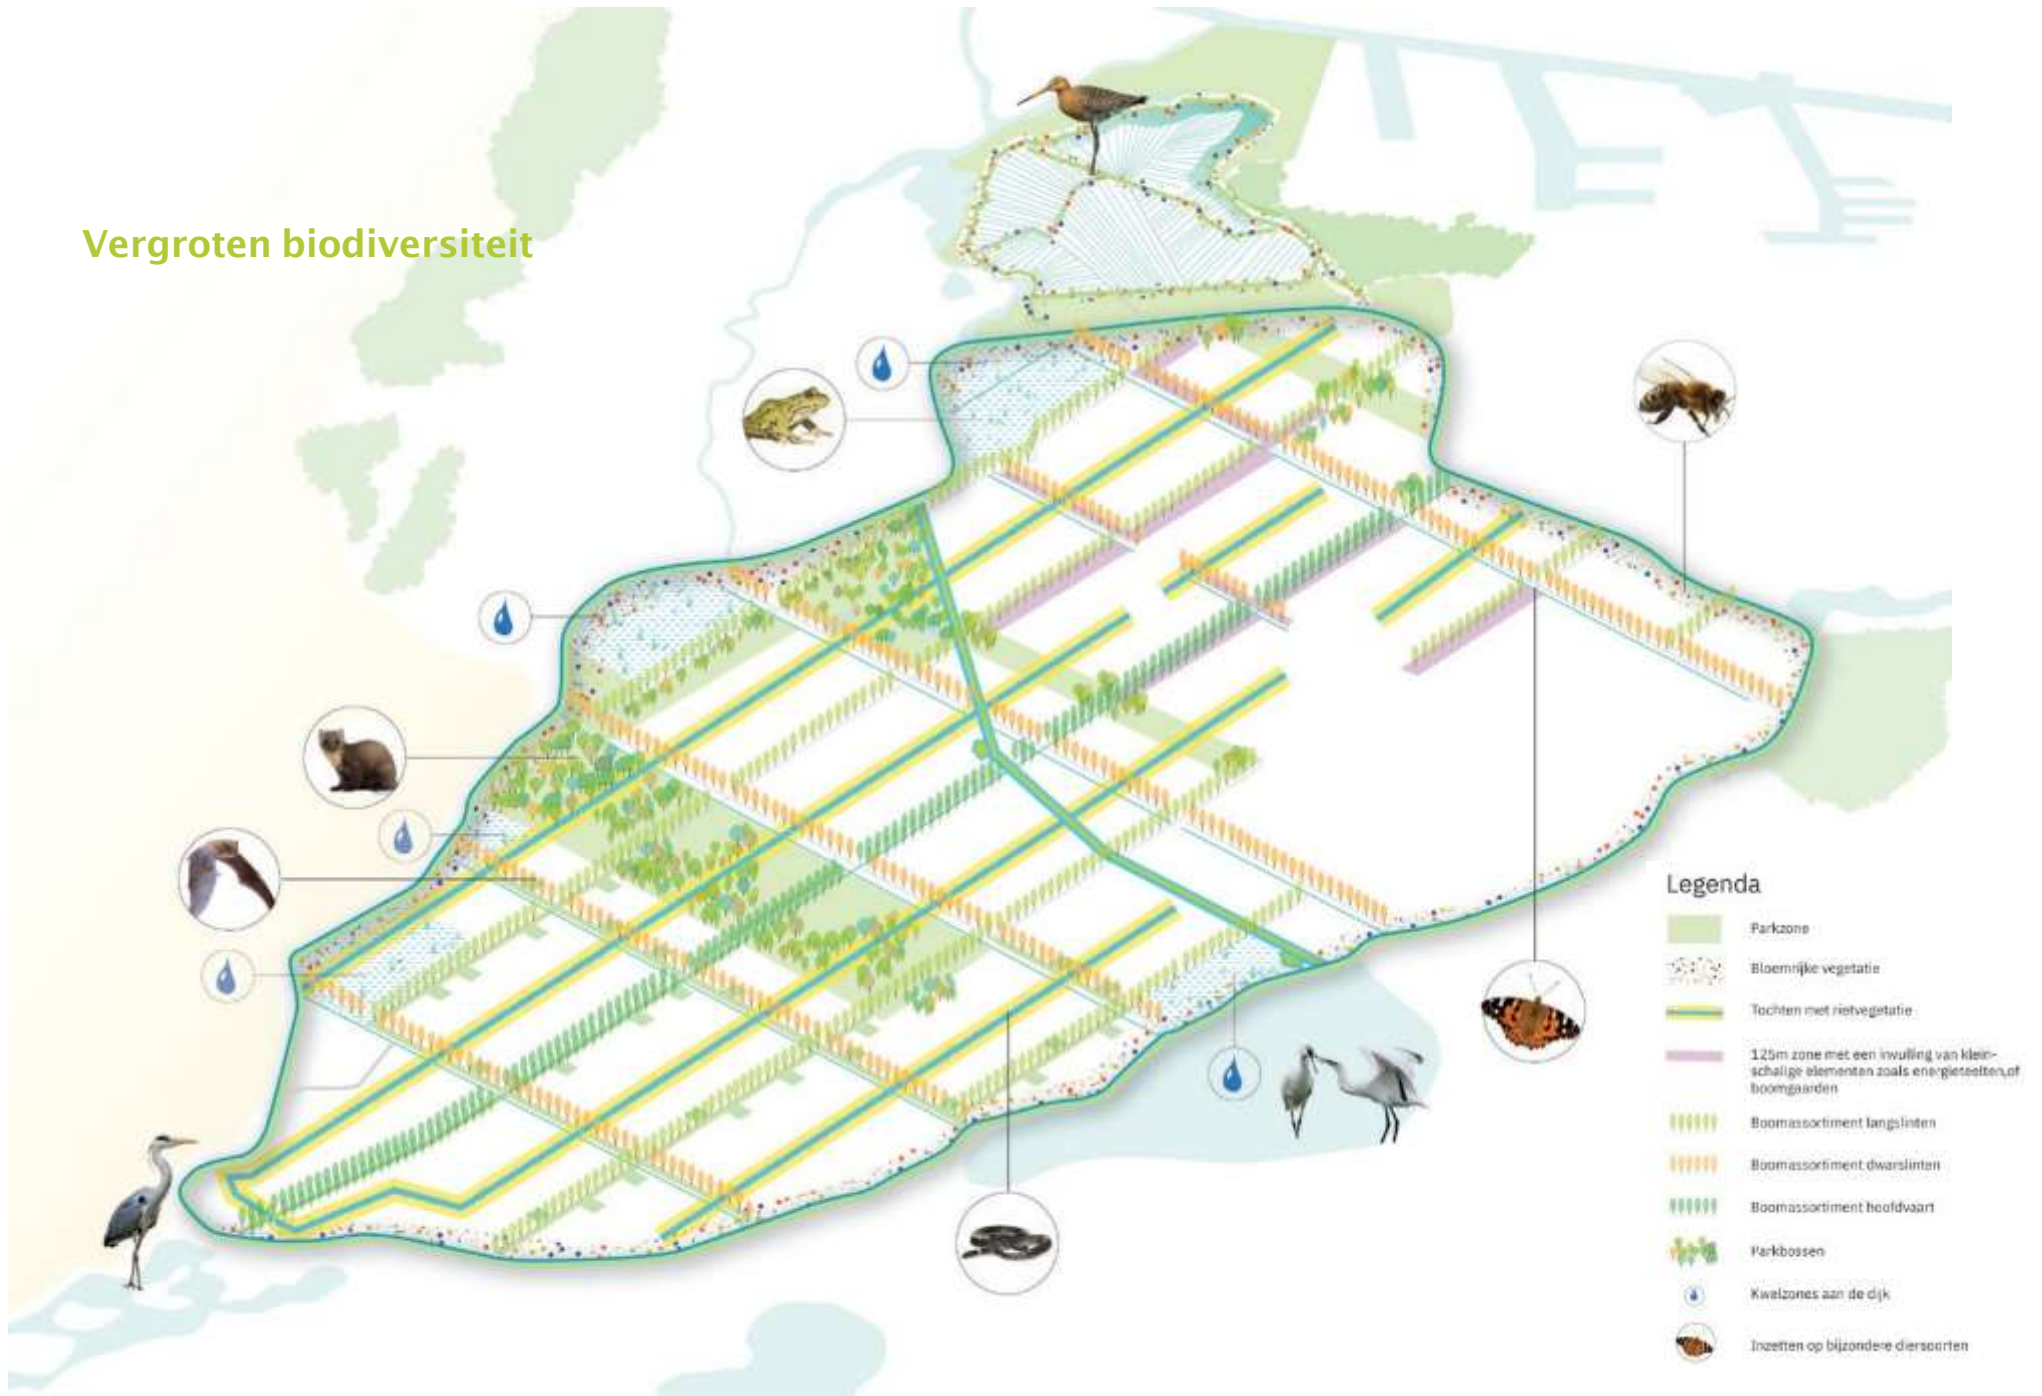 Vergroten biodiversiteit
Legenda
Parkzone
Bloemrijke vegetatie
Tochten met rietvegetatie
125m zone met een invulling van klein-
schalige elementen zoals energieteelten,of
boomgaarden
Boomassortiment langslinten
Boomassortiment dwarslinten
Boomassortiment hoofdvaart
Parkbossen
Kwelzones aan de dijk
Inzetten op bijzondere diersoorten